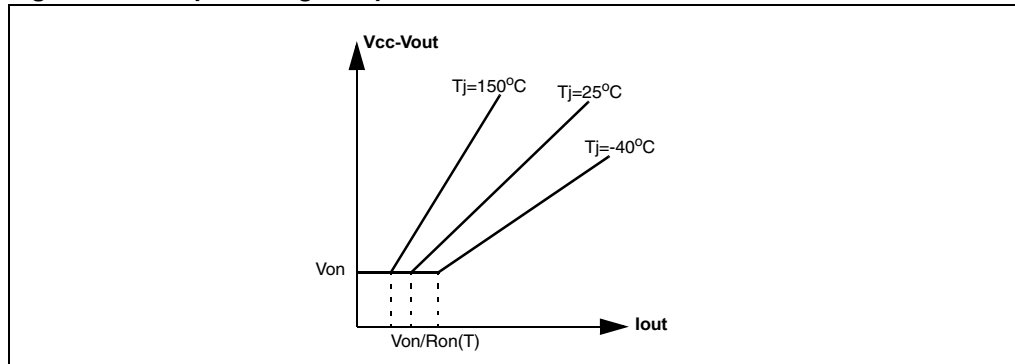 Vcc-Vout
Tj=150°C
Tj=25°C
Tj=-40°C
Von
Iout
Von/Ron(T)